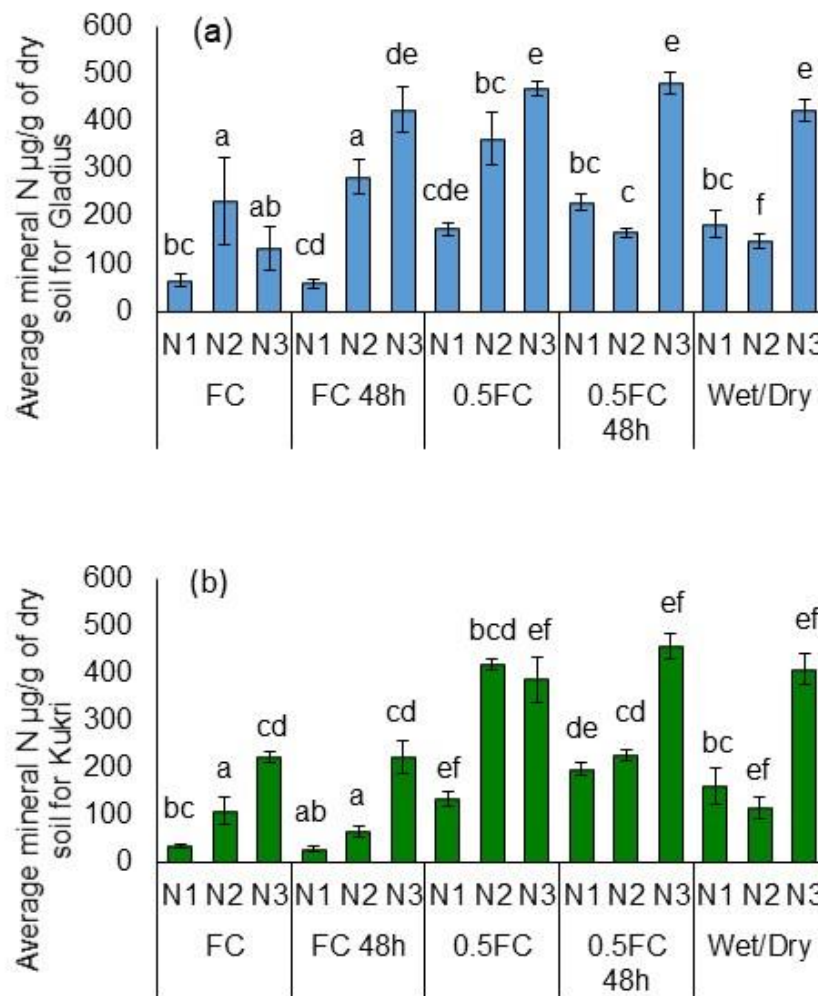 (a)
Average mineral N µg/g of dry
soil for Gladius
600
500
400
300
200
100
0
bc a ab cd a de cde bc e bc c e bc f e
N1 N2 N3 N1 N2 N3 N1 N2 N3 N1 N2 N3 N1 N2 N3
FC FC 48h 0.5FC 0.5FC Wet/Dry
48h
(b)
Average mineral N µg/g of dry
soil for Kukri
600
500
400
300
200
100
0
bc a cd ab a cd ef bcd ef de cd ef bc ef ef
N1 N2 N3 N1 N2 N3 N1 N2 N3 N1 N2 N3 N1 N2 N3
FC FC 48h 0.5FC 0.5FC Wet/Dry
48h